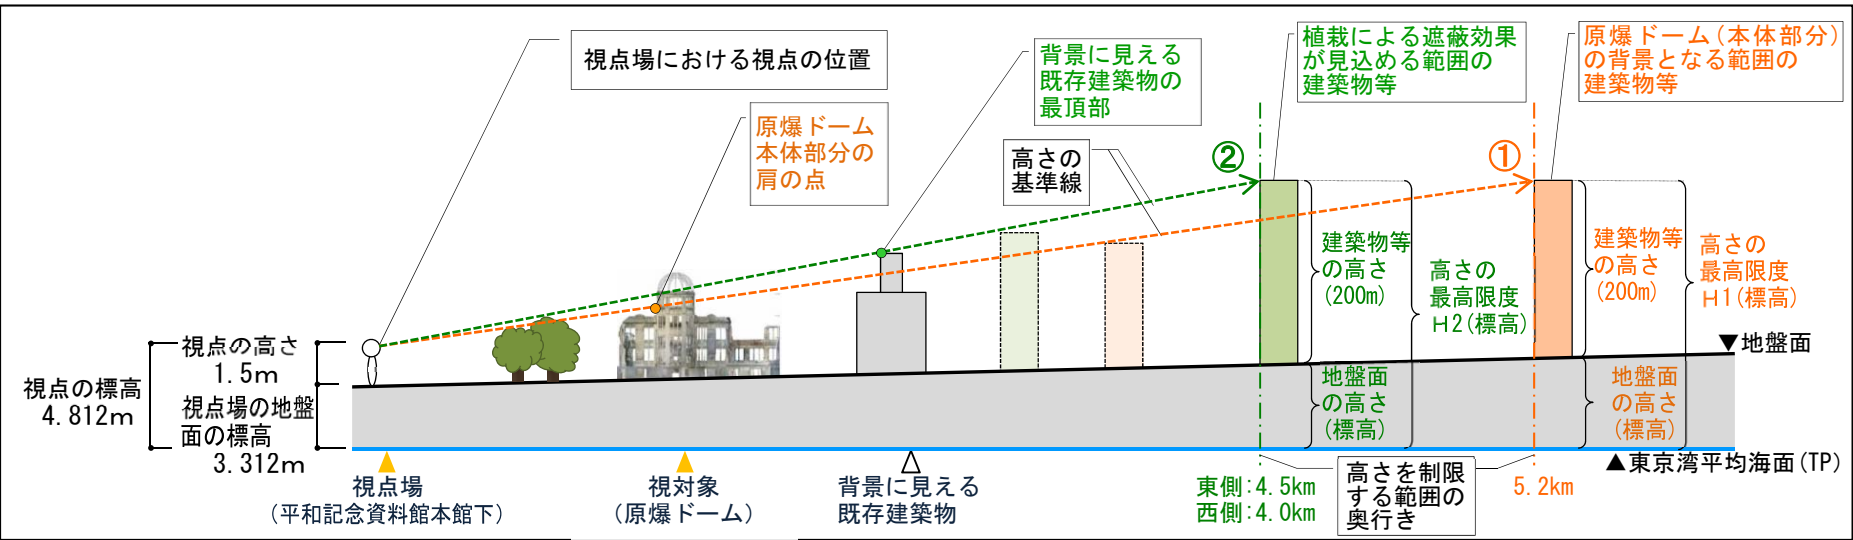 視点場における視点の位置
原爆ドーム
本体部分の
肩の点
背景に見える
既存建築物の
最頂部
高さの
基準線
植栽による遮蔽効果
が見込める範囲の
建築物等
原爆ドーム(本体部分)
の背景となる範囲の
建築物等
②
①
建築物等
の高さ
(200m)
高さの
最高限度
H2(標高)
建築物等
の高さ
(200m)
高さの
最高限度
H1(標高)
▼地盤面
視点の高さ
1.5m
視点の標高
4.812m
視点場の地盤
面の標高
3.312m
地盤面
の高さ
(標高)
地盤面
の高さ
(標高)
▲東京湾平均海面(TP)
視点場
(平和記念資料館本館下)
視対象
(原爆ドーム)
背景に見える
既存建築物
東側:4.5km
西側:4.0km
高さを制限
する範囲の
奥行き
5.2km